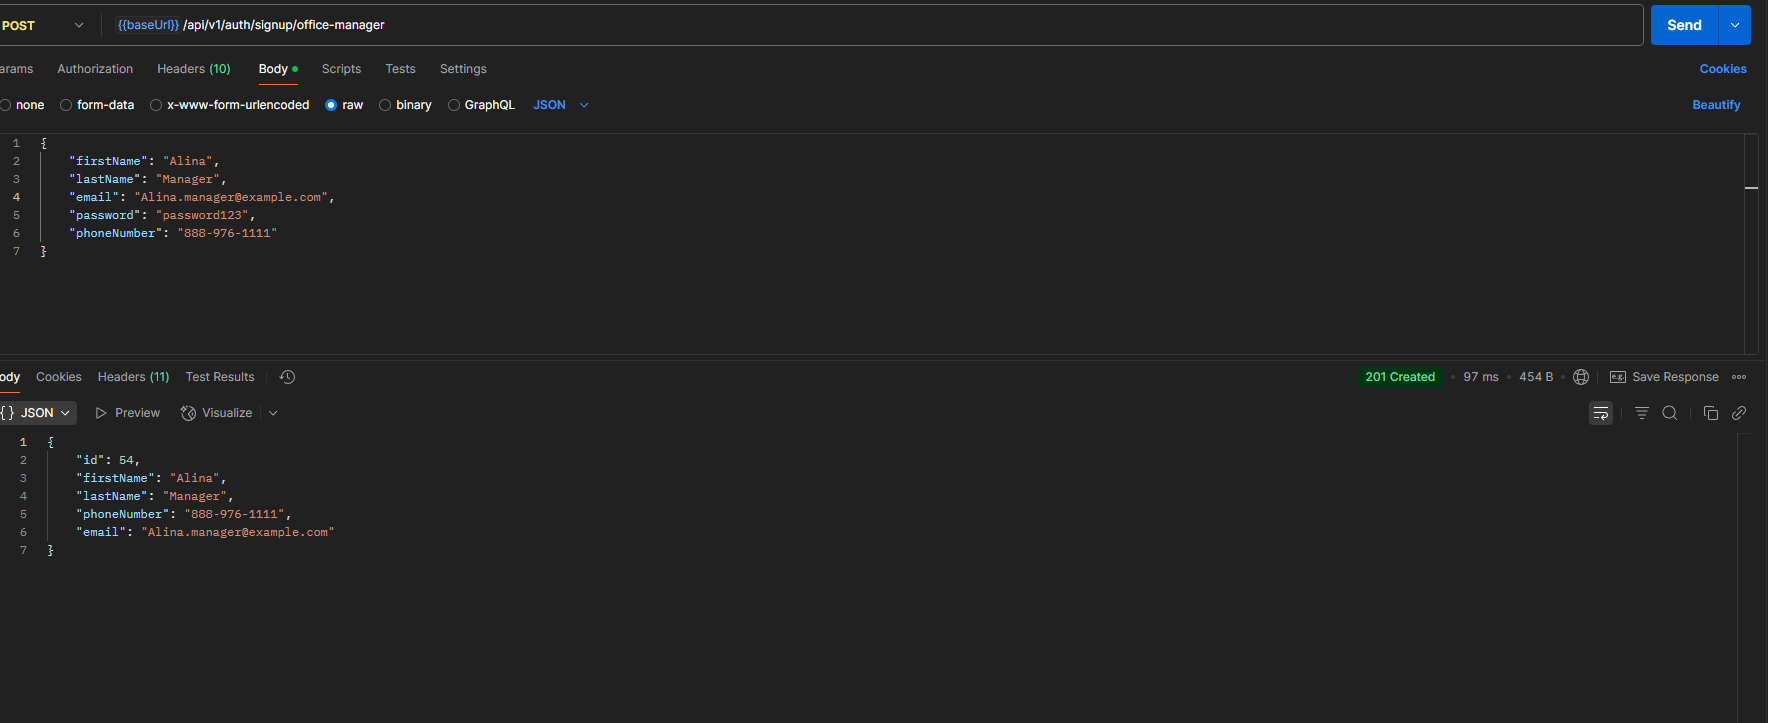 POST {{baseUrl}} /api/v1/auth/signup/office-manager Send
arams Authorization Headers (10) Body Scripts Tests Settings Cookies
none form-data x-www-form-urlencoded raw binary GraphQL JSON Beautify
1 {
2 "firstName": "Alina",
3 "lastName": "Manager",
4 "email": "Alina.manager@example.com",
5 "password": "password123",
6 "phoneNumber": "888-976-1111"
7 }
ody Cookies Headers (11) Test Results 201 Created • 97 ms • 454 B • e.g. Save Response
{} JSON Preview Visualize
1 {
2 "id": 54,
3 "firstName": "Alina",
4 "lastName": "Manager",
5 "phoneNumber": "888-976-1111",
6 "email": "Alina.manager@example.com"
7 }